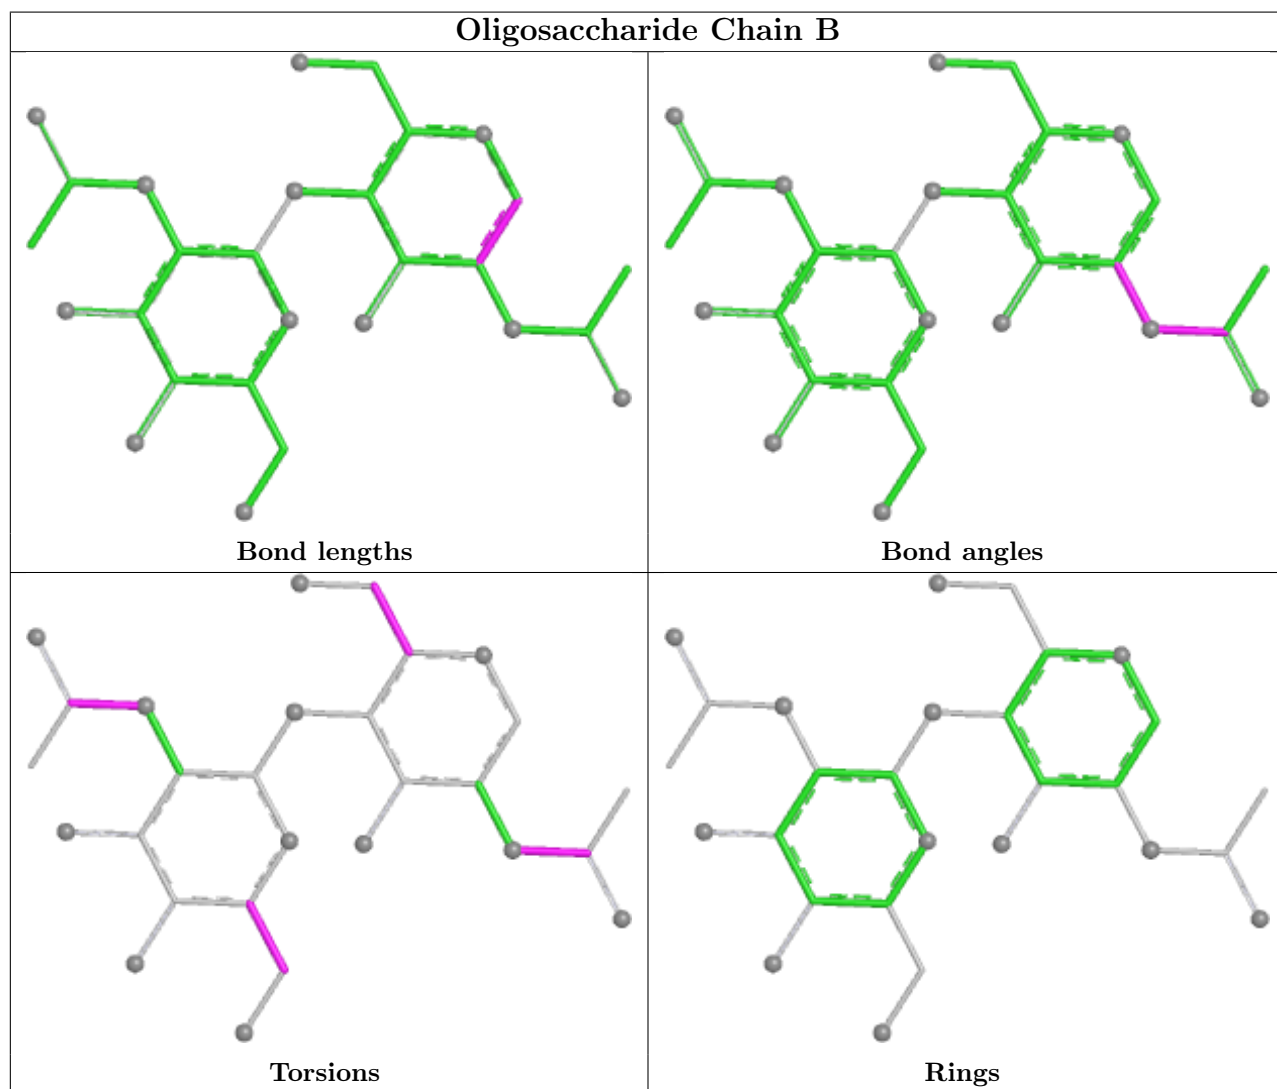 Oligosaccharide Chain B
Bond lengths
Bond angles
Torsions
Rings